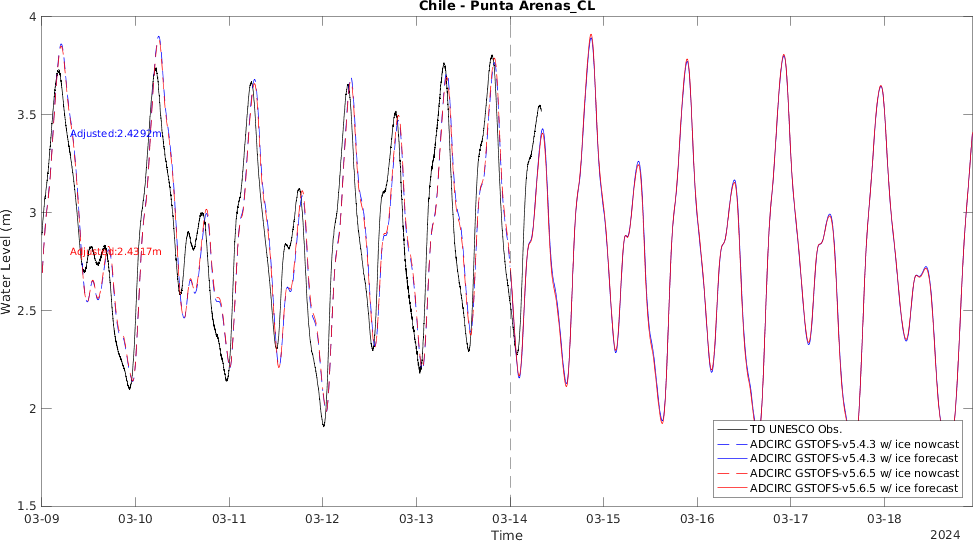 Chile - Punta Arenas_CL
4
3.5
3
2.5
2
1.5
Water Level (m)
Adjusted:2.4292m
Adjusted:2.4317m
TD UNESCO Obs.
ADCIRC GSTOFS-v5.4.3 w/ ice nowcast
ADCIRC GSTOFS-v5.4.3 w/ ice forecast
ADCIRC GSTOFS-v5.6.5 w/ ice nowcast
ADCIRC GSTOFS-v5.6.5 w/ ice forecast
03-09 03-10 03-11 03-12 03-13 03-14 03-15 03-16 03-17 03-18
Time
2024